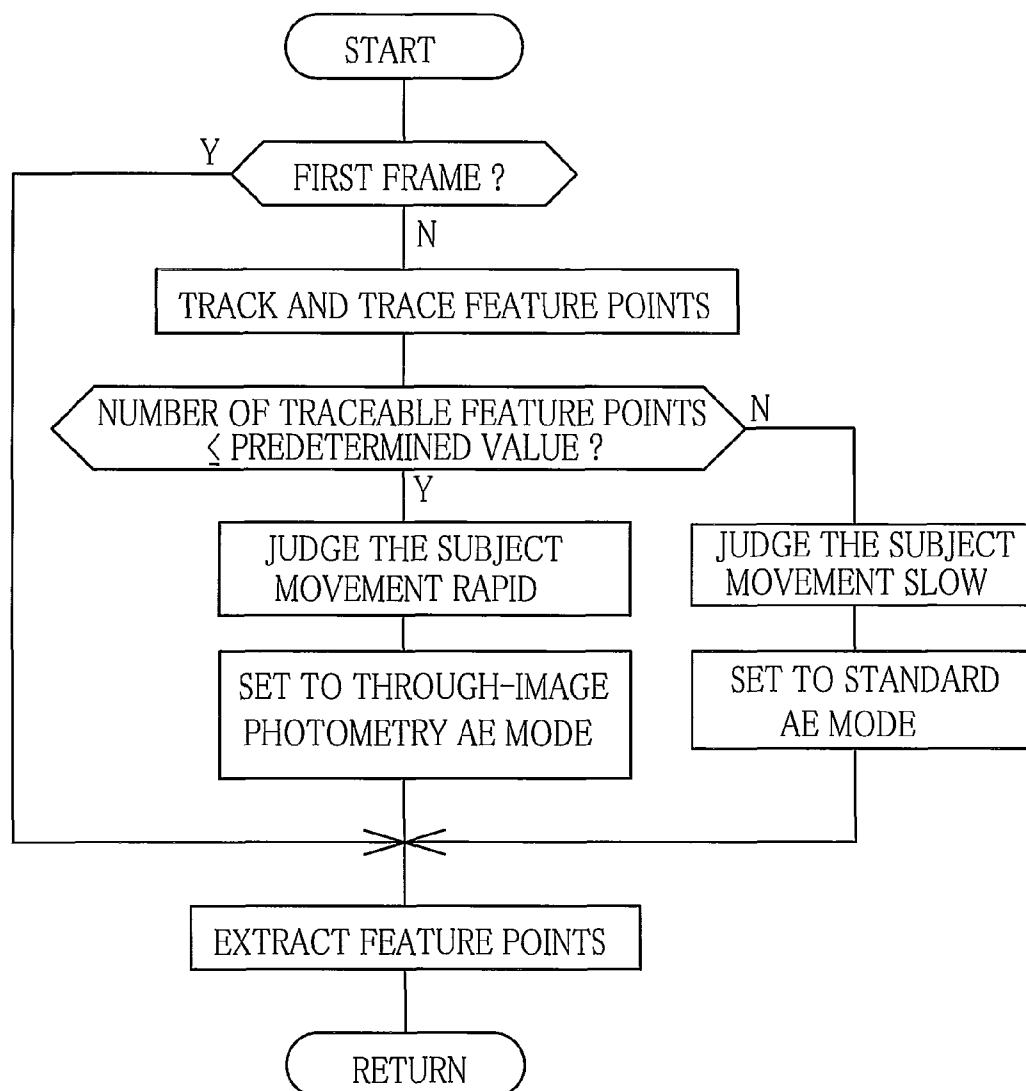 START
Y
FIRST FRAME ?
N
TRACK AND TRACE FEATURE POINTS
NUMBER OF TRACEABLE FEATURE POINTS
≤ PREDETERMINED VALUE ?
N
Y
JUDGE THE SUBJECT
MOVEMENT RAPID
JUDGE THE SUBJECT
MOVEMENT SLOW
SET TO THROUGH-IMAGE
PHOTOMETRY AE MODE
SET TO STANDARD
AE MODE
EXTRACT FEATURE POINTS
RETURN